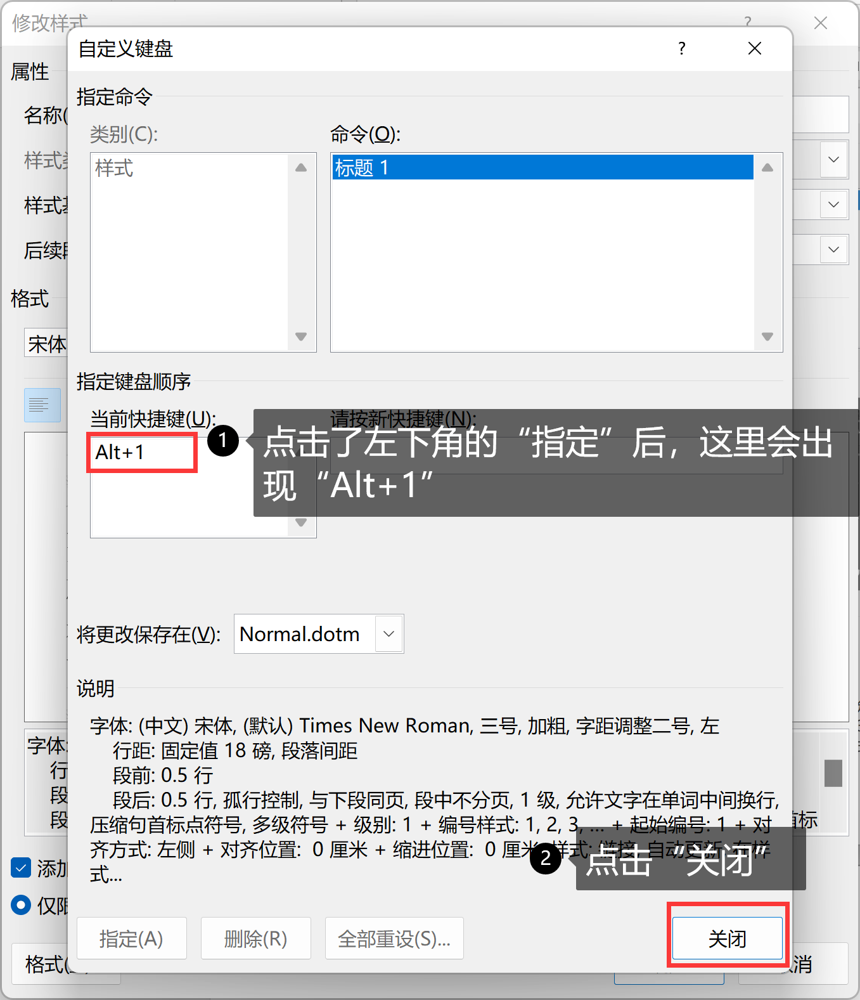 修改样式
?
自定义键盘
?
属性
指定命令
名称(
类别(C):
命令(O):
样式
样式
标题 1
样式
后续
格式
宋体
指定键盘顺序
当前快捷键(U):
请按新快捷键(N):
Alt+1
1
点击了左下角的“指定”后，这里会出
现“Alt+1”
将更改保存在(V):
Normal.dotm
说明
字体: (中文) 宋体, (默认) Times New Roman, 三号, 加粗, 字距调整二号, 左
行距: 固定值 18 磅, 段落间距
段前: 0.5 行
段后: 0.5 行, 孤行控制, 与下段同页, 段中不分页, 1 级, 允许文字在单词中间换行,
压缩句首标点符号, 多级符号 + 级别: 1 + 编号样式: 1, 2, 3, … + 起始编号: 1 + 对
齐方式: 左侧 + 对齐位置: 0 厘米 + 缩进位置: 0 厘米, 样式: 链接, 自动更新, 在样
式...
字体:
行
段
段
首标
2
点击“关闭”
添加
仅限
指定(A)
删除(R)
全部重设(S)...
关闭
格式(
取消